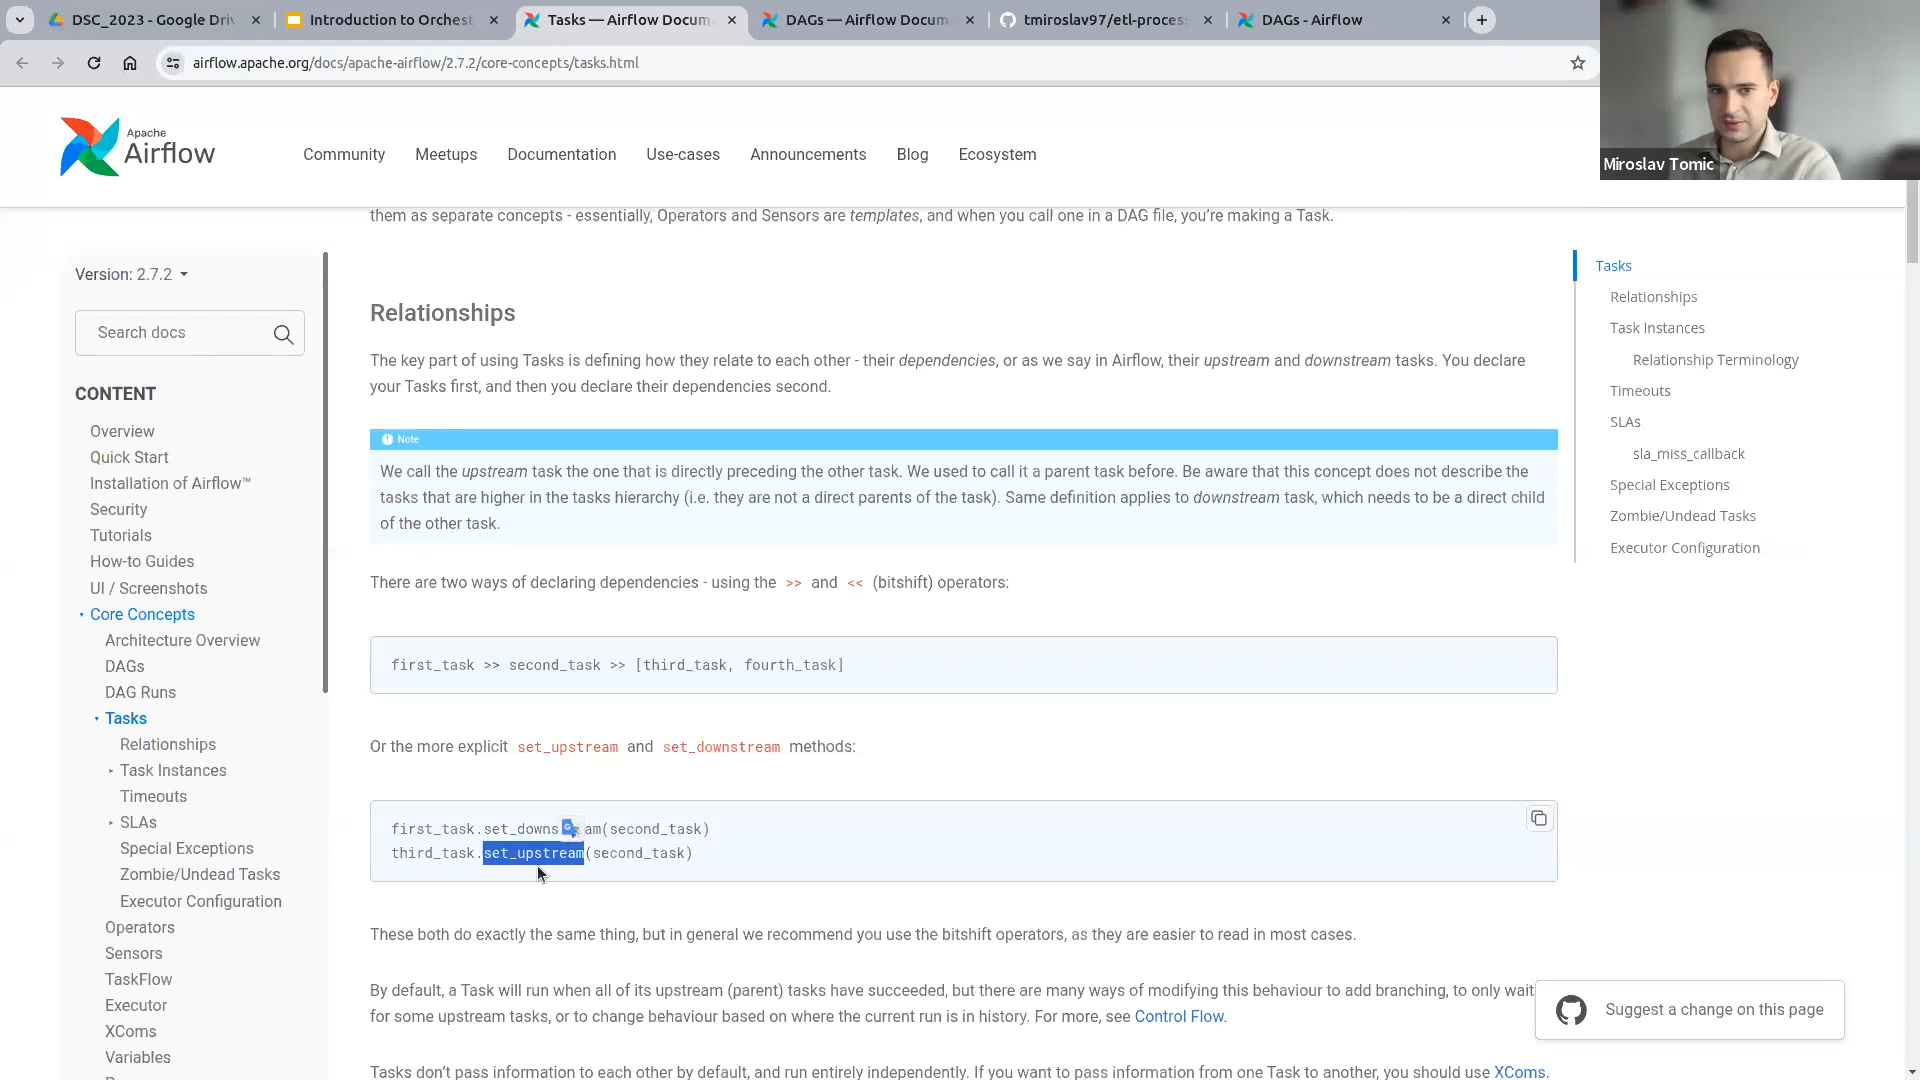 DSC_2023 - Google Driv
Introduction to Orchest
Tasks — Airflow Docum
DAGs — Airflow Docum
tmiroslav97/etl-process
DAGs - Airflow
airflow.apache.org/docs/apache-airflow/2.7.2/core-concepts/tasks.html
Miroslav Tomic
Apache
Airflow
Community
Meetups
Documentation
Use-cases
Announcements
Blog
Ecosystem
them as separate concepts - essentially, Operators and Sensors are templates, and when you call one in a DAG file, you're making a Task.
Version: 2.7.2
Search docs
CONTENT
Overview
Quick Start
Installation of Airflow™
Security
Tutorials
How-to Guides
UI / Screenshots
Core Concepts
Architecture Overview
DAGs
DAG Runs
Tasks
Relationships
Task Instances
Timeouts
SLAs
Special Exceptions
Zombie/Undead Tasks
Executor Configuration
Operators
Sensors
TaskFlow
Executor
XComs
Variables
Relationships
The key part of using Tasks is defining how they relate to each other - their dependencies, or as we say in Airflow, their upstream and downstream tasks. You declare
your Tasks first, and then you declare their dependencies second.
Note
We call the upstream task the one that is directly preceding the other task. We used to call it a parent task before. Be aware that this concept does not describe the
tasks that are higher in the tasks hierarchy (i.e. they are not a direct parents of the task). Same definition applies to downstream task, which needs to be a direct child
of the other task.
There are two ways of declaring dependencies - using the >> and << (bitshift) operators:
first_task >> second_task >> [third_task, fourth_task]
Or the more explicit set_upstream and set_downstream methods:
first_task.set_downs am(second_task)
third_task.set_upstream(second_task)
These both do exactly the same thing, but in general we recommend you use the bitshift operators, as they are easier to read in most cases.
By default, a Task will run when all of its upstream (parent) tasks have succeeded, but there are many ways of modifying this behaviour to add branching, to only wait
for some upstream tasks, or to change behaviour based on where the current run is in history. For more, see Control Flow.
Tasks don't pass information to each other by default, and run entirely independently. If you want to pass information from one Task to another, you should use XComs.
Tasks
Relationships
Task Instances
Relationship Terminology
Timeouts
SLAs
sla_miss_callback
Special Exceptions
Zombie/Undead Tasks
Executor Configuration
Suggest a change on this page